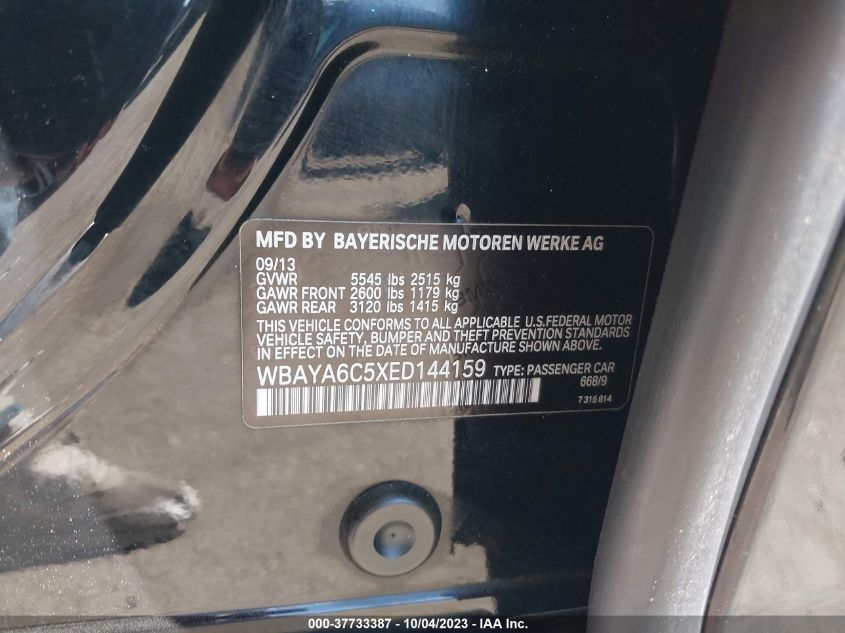 MFD BY BAYERISCHE MOTOREN WERKE AG
09/13
GVWR 5545 lbs 2515 kg
GAWR FRONT 2600 lbs 1179 kg
GAWR REAR 3120 lbs 1415 kg
THIS VEHICLE CONFORMS TO ALL APPLICABLE U.S.FEDERAL MOTOR
VEHICLE SAFETY, BUMPER AND THEFT PREVENTION STANDARDS
IN EFFECT ON THE DATE OF MANUFACTURE SHOWN ABOVE.
WBAYA6C5XED144159 TYPE: PASSENGER CAR
668/9
7 315 814
000-37733387 - 10/04/2023 - IAA Inc.